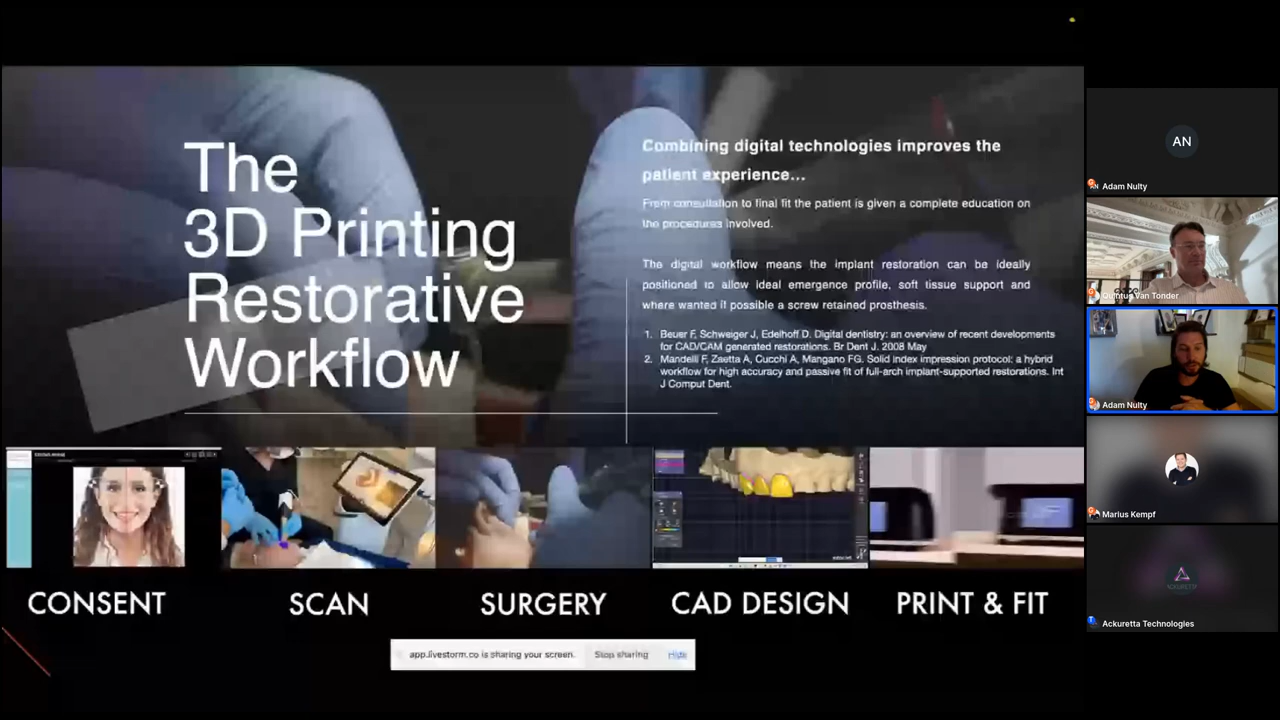 The
3D Printing
Restorative
Workflow
Combining digital technologies improves the
patient experience...
From consultation to final fit the patient is given a complete education on
the procedures involved.
The digital workflow means the implant restoration can be ideally
positioned to allow ideal emergence profile, soft tissue support and
where wanted if possible a screw retained prosthesis.
1. Beuer F, Schweiger J, Edelhoff D. Digital dentistry: an overview of recent developments
for CAD/CAM generated restorations. Br Dent J. 2008 May
2. Mandelli F, Zaetta A, Cucchi A, Mangano FG. Solid index impression protocol: a hybrid
workflow for high accuracy and passive fit of full-arch implant-supported restorations. Int
J Comput Dent.
CONSENT
SCAN
SURGERY
CAD DESIGN
PRINT & FIT
app.livestorm.co is sharing your screen.
Stop sharing
Hide
AN
Adam Nulty
Quintus Van Tonder
Adam Nulty
Marius Kempf
ACKURETTA
Ackuretta Technologies